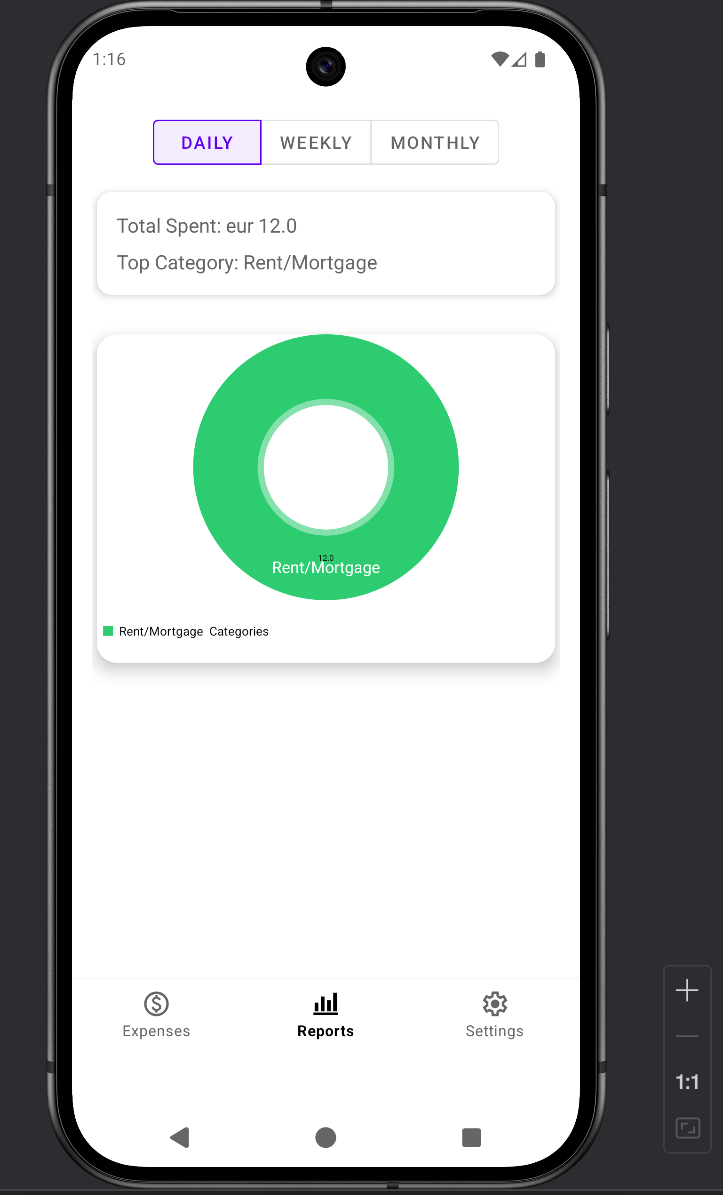 1:16
DAILY WEEKLY MONTHLY
Total Spent: eur 12.0
Top Category: Rent/Mortgage
12.0
Rent/Mortgage
Rent/Mortgage Categories
Expenses Reports Settings
1:1